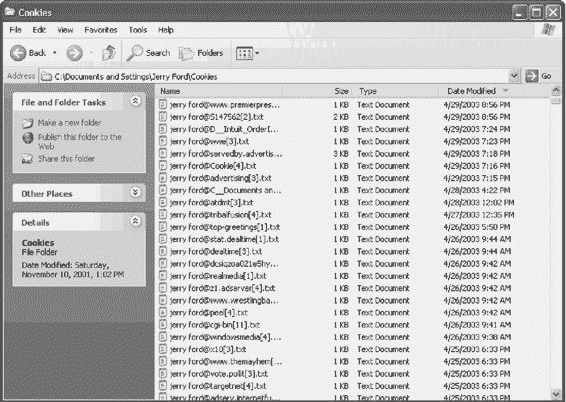 Cookies
File Edit View Favorites Tools Help
Back Search Folders
Address C:\Documents and Settings\Jerry Ford\Cookies Go
File and Folder Tasks
Make a new folder
Publish this folder to the
Web
Share this folder
Other Places
Details
Cookies
File Folder
Date Modified: Saturday,
November 10, 2001, 1:02 PM
Name Size Type Date Modified
jerry ford@www.premierpres... 1 KB Text Document 4/29/2003 8:56 PM
jerry ford@S147562[2].txt 2 KB Text Document 4/29/2003 8:56 PM
jerry ford@D__Intuit_OrderI... 1 KB Text Document 4/29/2003 7:24 PM
jerry ford@wwe[3].txt 1 KB Text Document 4/29/2003 7:23 PM
jerry ford@servedby.advertis... 3 KB Text Document 4/29/2003 7:18 PM
jerry ford@Cookie[4].txt 1 KB Text Document 4/29/2003 7:16 PM
jerry ford@advertising[3].txt 1 KB Text Document 4/29/2003 7:15 PM
jerry ford@C__Documents an... 1 KB Text Document 4/28/2003 4:22 PM
jerry ford@atdmt[3].txt 1 KB Text Document 4/28/2003 12:02 PM
jerry ford@tribalfusion[4].txt 1 KB Text Document 4/27/2003 12:35 PM
jerry ford@top-greetings[1].txt 1 KB Text Document 4/26/2003 5:50 PM
jerry ford@stat.dealtime[1].txt 1 KB Text Document 4/26/2003 9:44 AM
jerry ford@dealtime[3].txt 1 KB Text Document 4/26/2003 9:44 AM
1 KB Text Document 4/26/2003 9:44 AM
jerry ford@realmedia[1].txt 1 KB Text Document 4/26/2003 9:42 AM
jerry ford@z1.adserver[4].txt 1 KB Text Document 4/26/2003 9:42 AM
jerry ford@www.wrestlingba... 1 KB Text Document 4/26/2003 9:42 AM
jerry ford@peel[4].txt 1 KB Text Document 4/26/2003 9:42 AM
jerry ford@cgi-bin[11].txt 1 KB Text Document 4/26/2003 9:41 AM
jerry ford@windowsmedia[4].... 1 KB Text Document 4/26/2003 9:38 AM
jerry ford@x10[3].txt 1 KB Text Document 4/25/2003 6:33 PM
jerry ford@www.themayhem[... 1 KB Text Document 4/25/2003 6:33 PM
jerry ford@vote.pollit[3].txt 1 KB Text Document 4/25/2003 6:33 PM
jerry ford@targetnet[4].txt 1 KB Text Document 4/25/2003 6:33 PM
jerry ford@adserv.internetfu... 1 KB Text Document 4/25/2003 6:33 PM